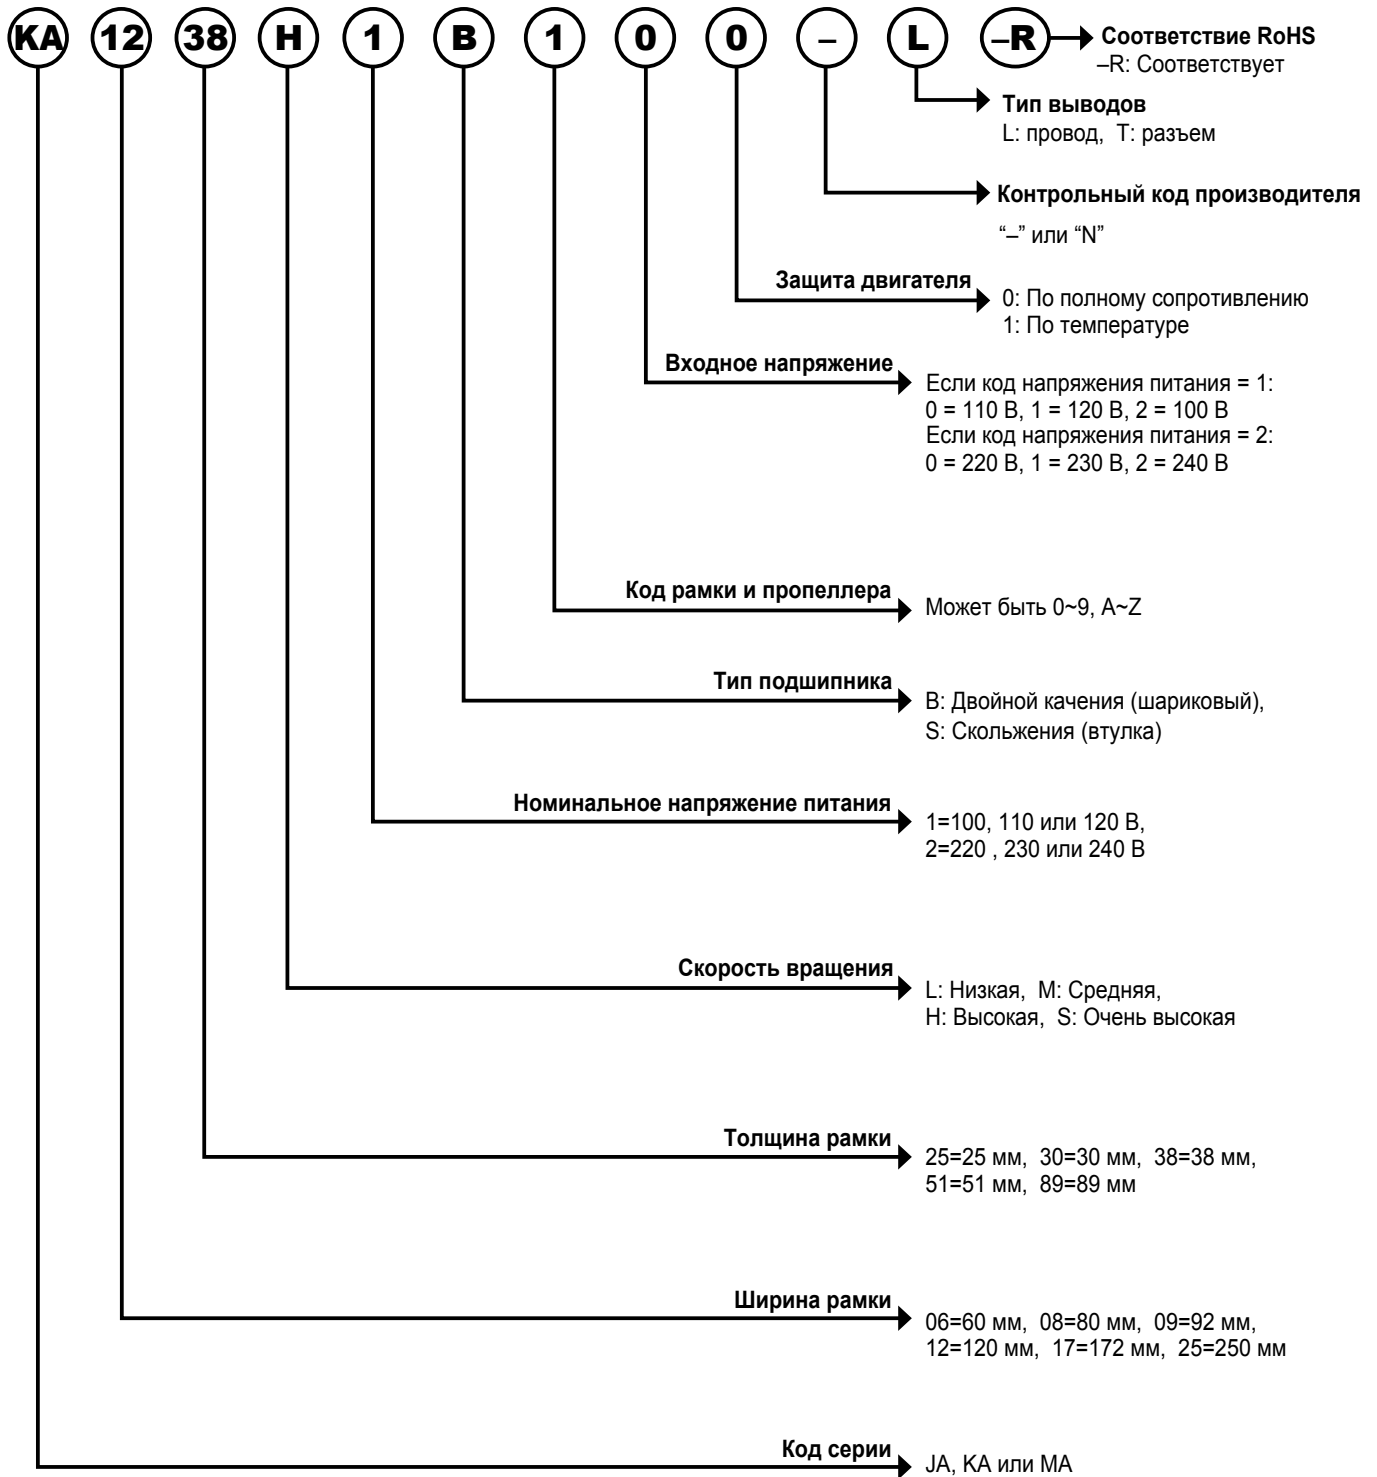 KA 12 38 H 1 B 1 0 0 – L –R
Соответствие RoHS
–R: Соответствует
Тип выводов
L: провод, T: разъем
Контрольный код производителя
“–” или “N”
Защита двигателя
0: По полному сопротивлению
1: По температуре
Входное напряжение
Если код напряжения питания = 1:
0 = 110 В, 1 = 120 В, 2 = 100 В
Если код напряжения питания = 2:
0 = 220 В, 1 = 230 В, 2 = 240 В
Код рамки и пропеллера
Может быть 0~9, A~Z
Тип подшипника
B: Двойной качения (шариковый),
S: Скольжения (втулка)
Номинальное напряжение питания
1=100, 110 или 120 В,
2=220 , 230 или 240 В
Скорость вращения
L: Низкая, M: Средняя,
H: Высокая, S: Очень высокая
Толщина рамки
25=25 мм, 30=30 мм, 38=38 мм,
51=51 мм, 89=89 мм
Ширина рамки
06=60 мм, 08=80 мм, 09=92 мм,
12=120 мм, 17=172 мм, 25=250 мм
Код серии
JA, KA или MA